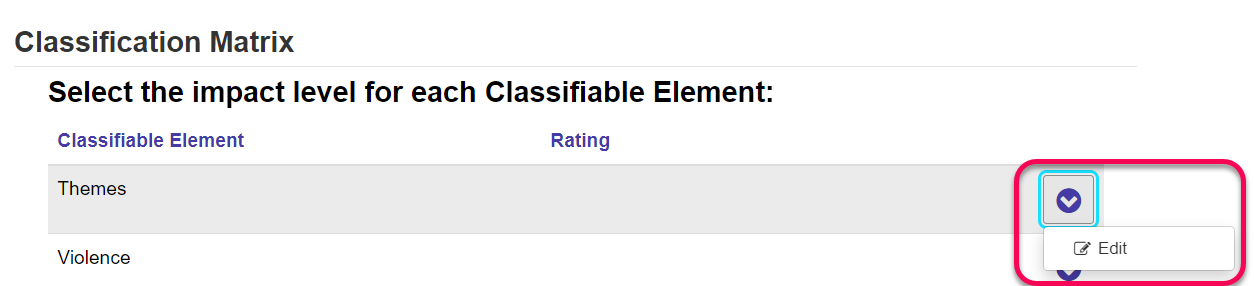 Classification Matrix
Select the impact level for each Classifiable Element:
Classifiable Element Rating
Themes
Edit
Violence